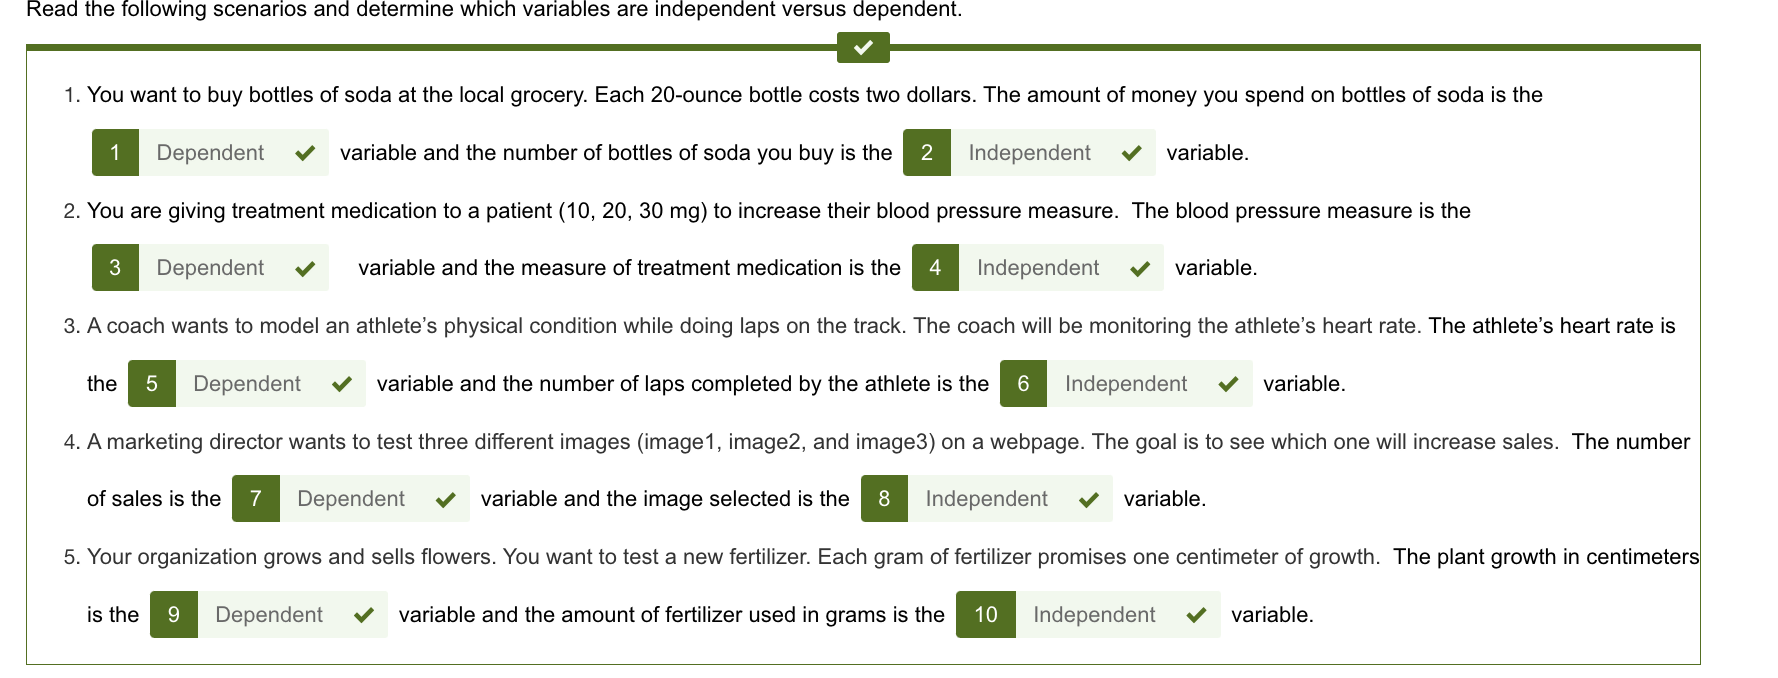 Read the following scenarios and determine which variables are independent versus dependent.
1. You want to buy bottles of soda at the local grocery. Each 20-ounce bottle costs two dollars. The amount of money you spend on bottles of soda is the
1 Dependent variable and the number of bottles of soda you buy is the 2 Independent variable.
2. You are giving treatment medication to a patient (10, 20, 30 mg) to increase their blood pressure measure. The blood pressure measure is the
3 Dependent variable and the measure of treatment medication is the 4 Independent variable.
3. A coach wants to model an athlete’s physical condition while doing laps on the track. The coach will be monitoring the athlete’s heart rate. The athlete’s heart rate is
the 5 Dependent variable and the number of laps completed by the athlete is the 6 Independent variable.
4. A marketing director wants to test three different images (image1, image2, and image3) on a webpage. The goal is to see which one will increase sales. The number
of sales is the 7 Dependent variable and the image selected is the 8 Independent variable.
5. Your organization grows and sells flowers. You want to test a new fertilizer. Each gram of fertilizer promises one centimeter of growth. The plant growth in centimeters
is the 9 Dependent variable and the amount of fertilizer used in grams is the 10 Independent variable.